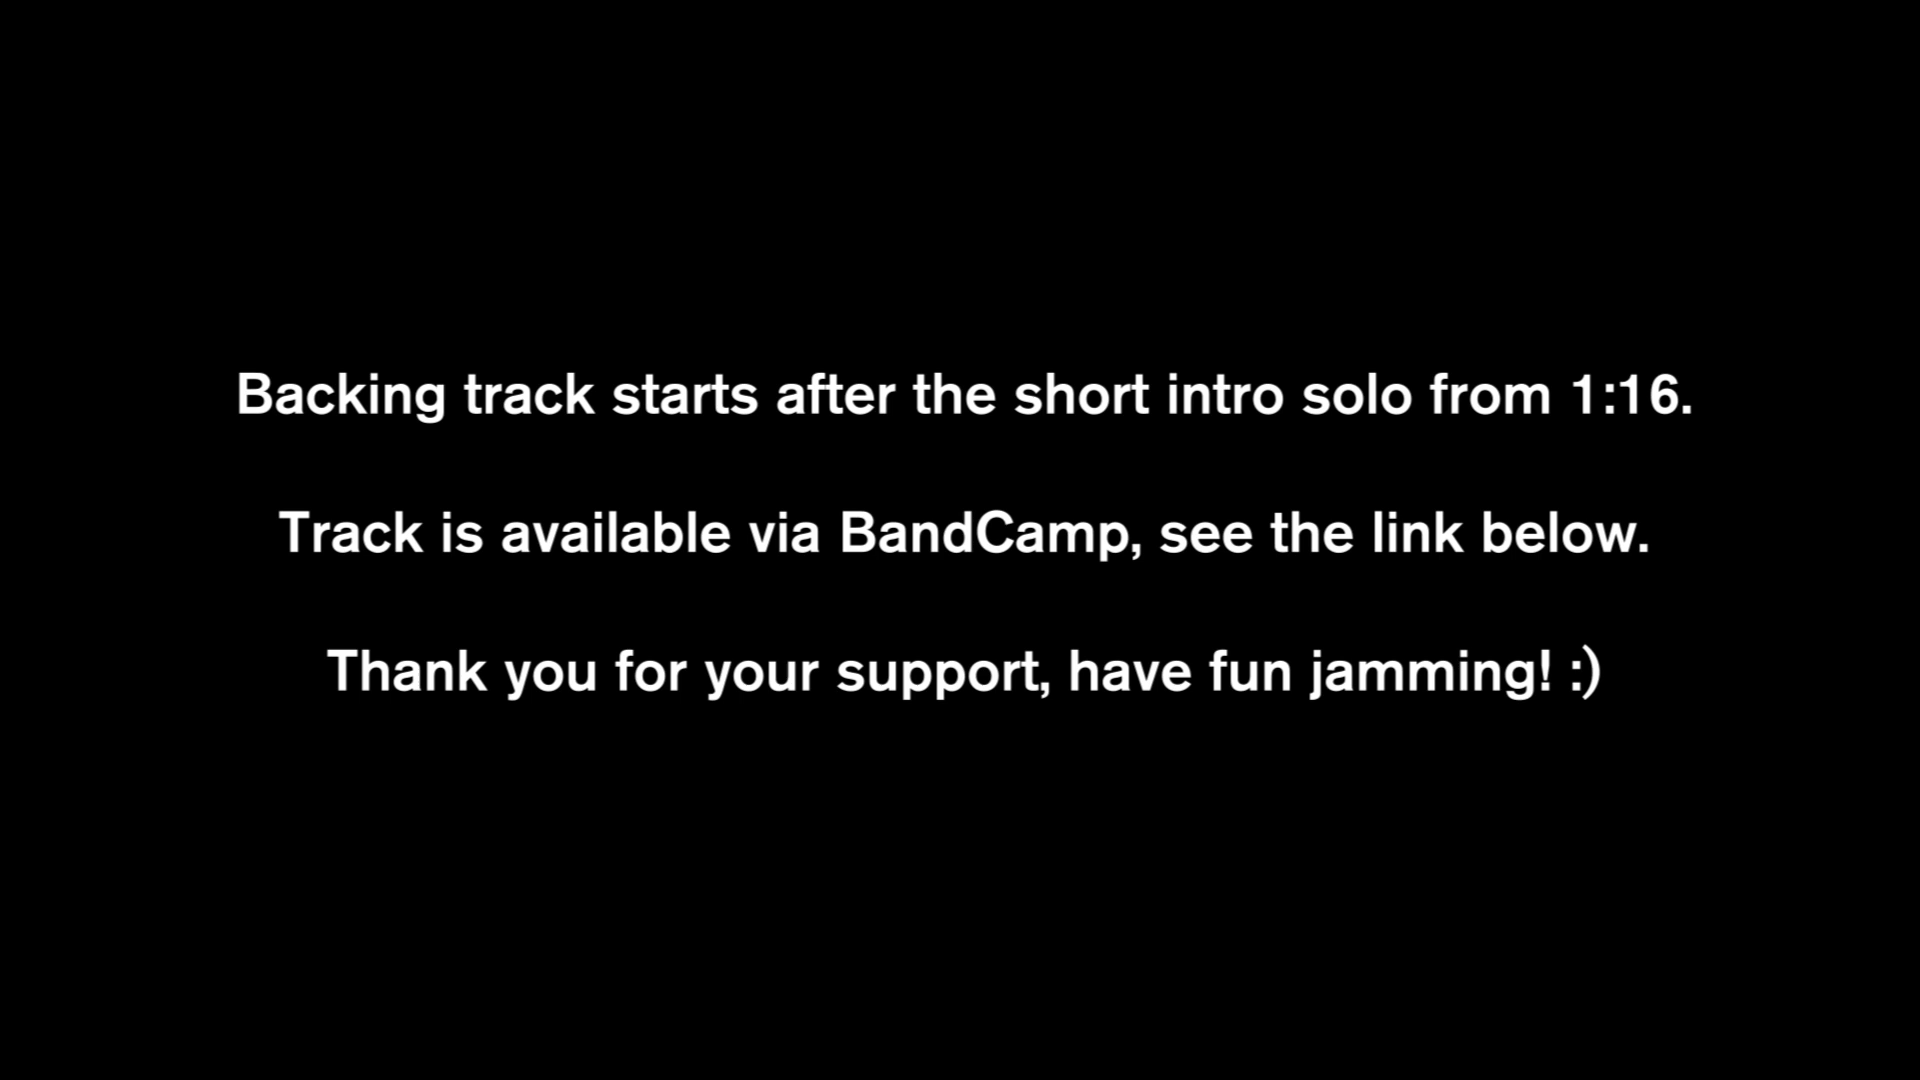 Backing track starts after the short intro solo from 1:16.
Track is available via BandCamp, see the link below.
Thank you for your support, have fun jamming! :)